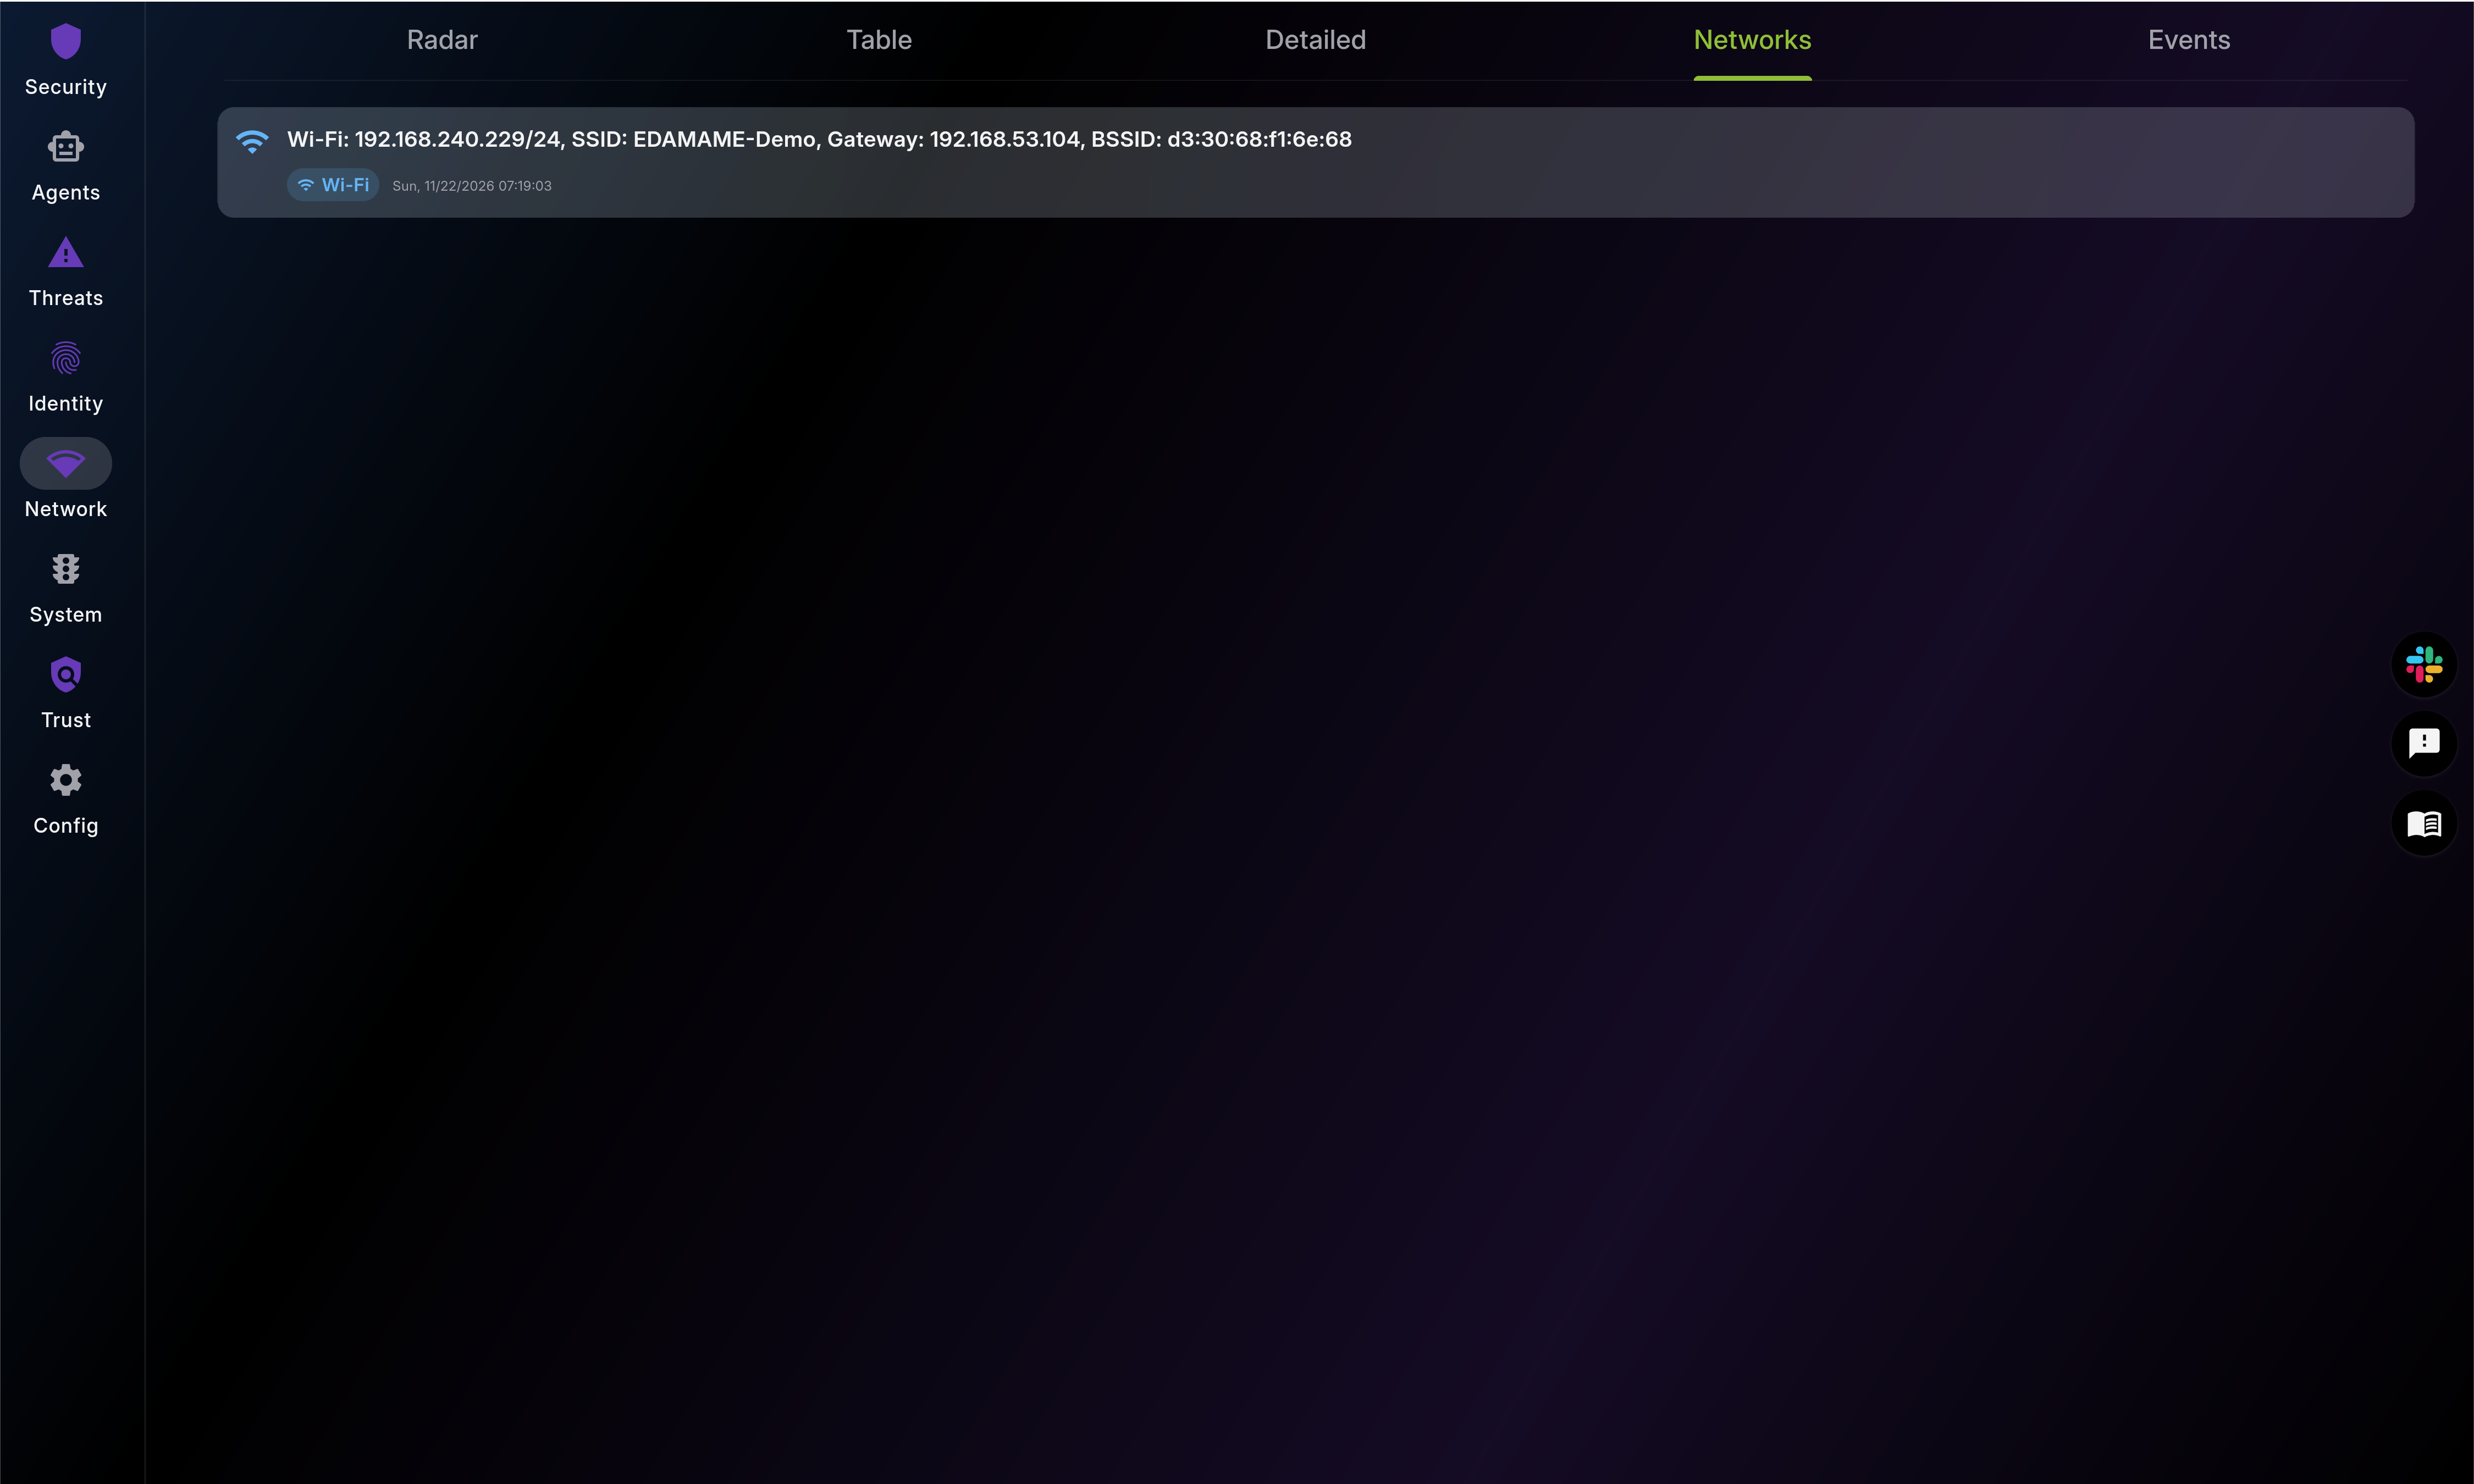 Security
Agents
Threats
Identity
Network
System
Trust
Config
Radar
Table
Detailed
Networks
Events
Wi-Fi: 192.168.240.229/24, SSID: EDAMAME-Demo, Gateway: 192.168.53.104, BSSID: d3:30:68:f1:6e:68
Wi-Fi Sun, 11/22/2026 07:19:03